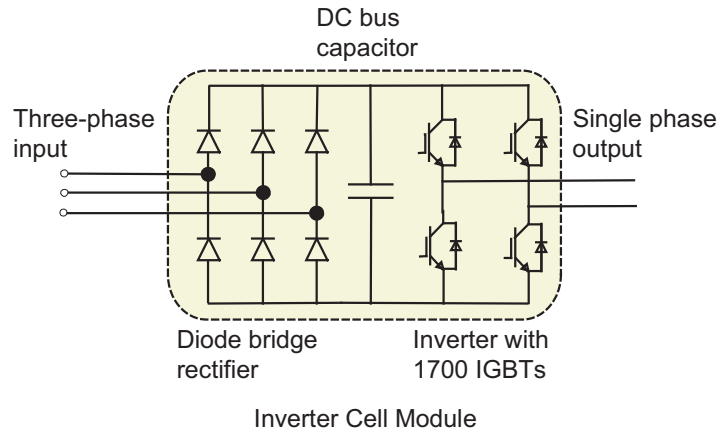 DC bus
capacitor
Three-phase
input
Single phase
output
Diode bridge
rectifier
Inverter with
1700 IGBTs
Inverter Cell Module